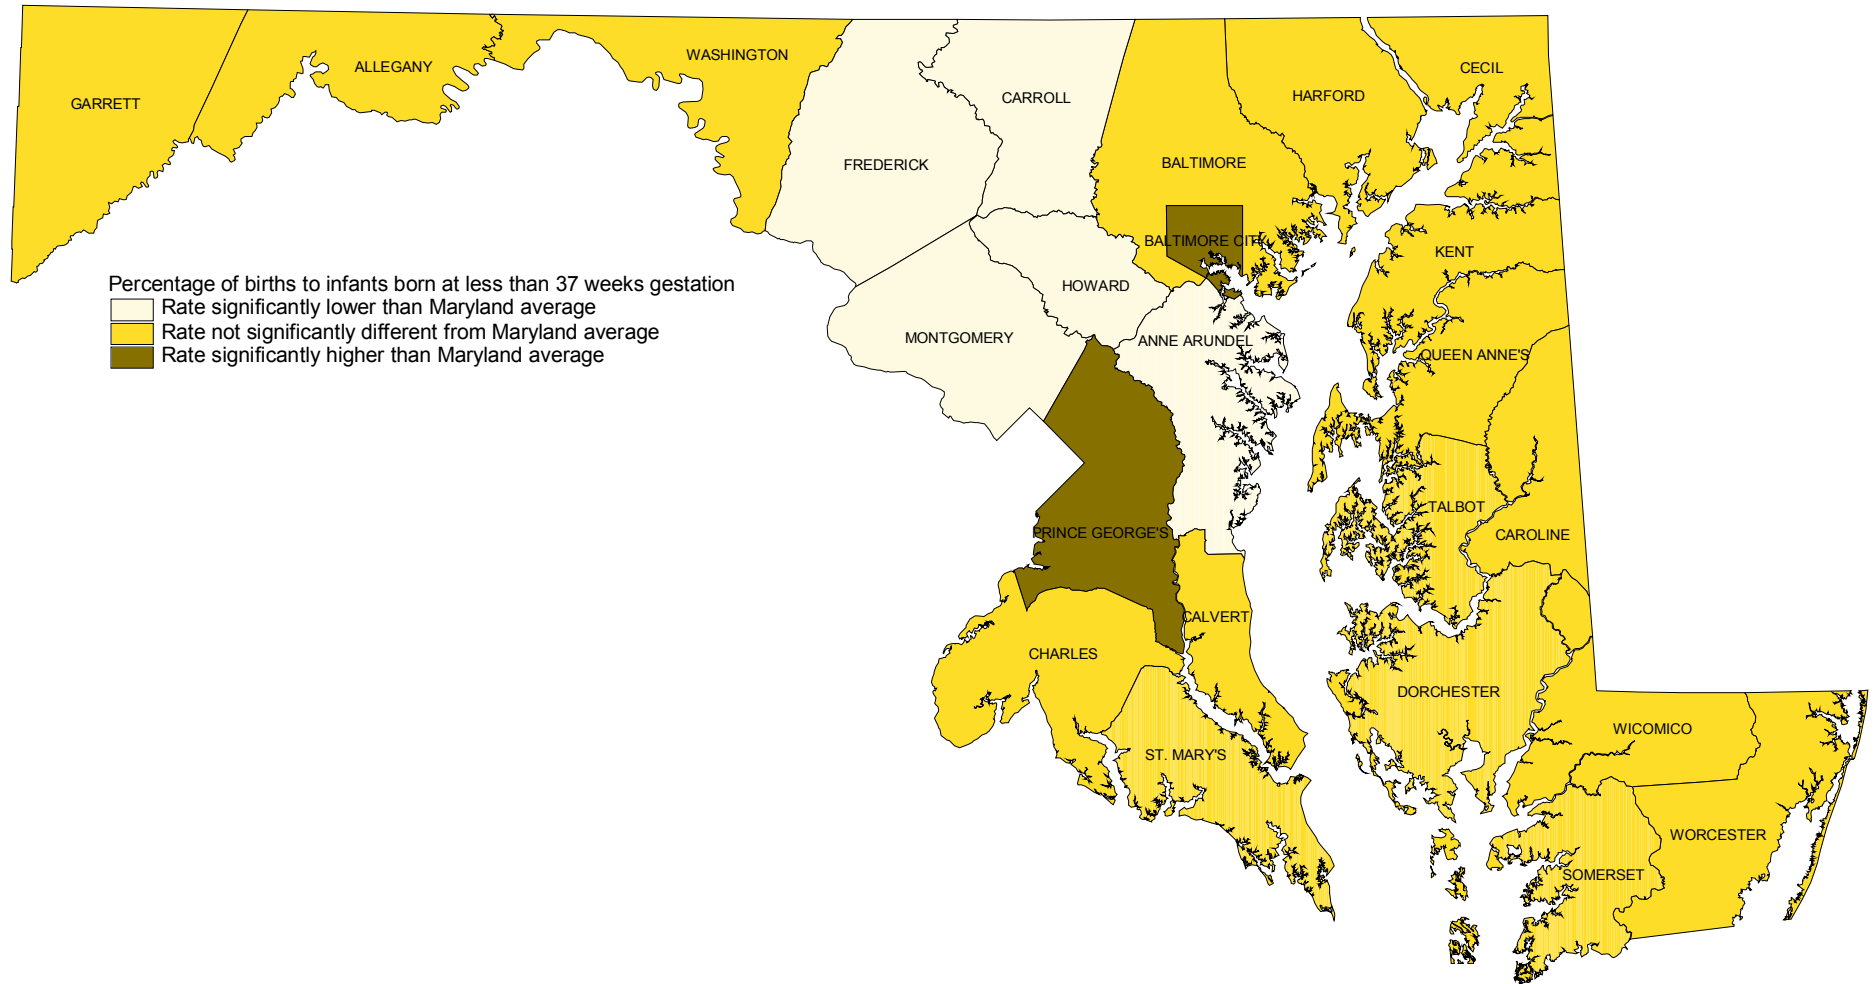 WASHINGTON
ALLEGANY
CECIL
GARRETT
CARROLL
HARFORD
FREDERICK
BALTIMORE
BALTIMORE CITY
KENT
Percentage of births to infants born at less than 37 weeks gestation
Rate significantly lower than Maryland average
Rate not significantly different from Maryland average
Rate significantly higher than Maryland average
HOWARD
MONTGOMERY
ANNE ARUNDEL
QUEEN ANNE'S
TALBOT
PRINCE GEORGE'S
CAROLINE
CALVERT
CHARLES
DORCHESTER
WICOMICO
ST. MARY'S
WORCESTER
SOMERSET